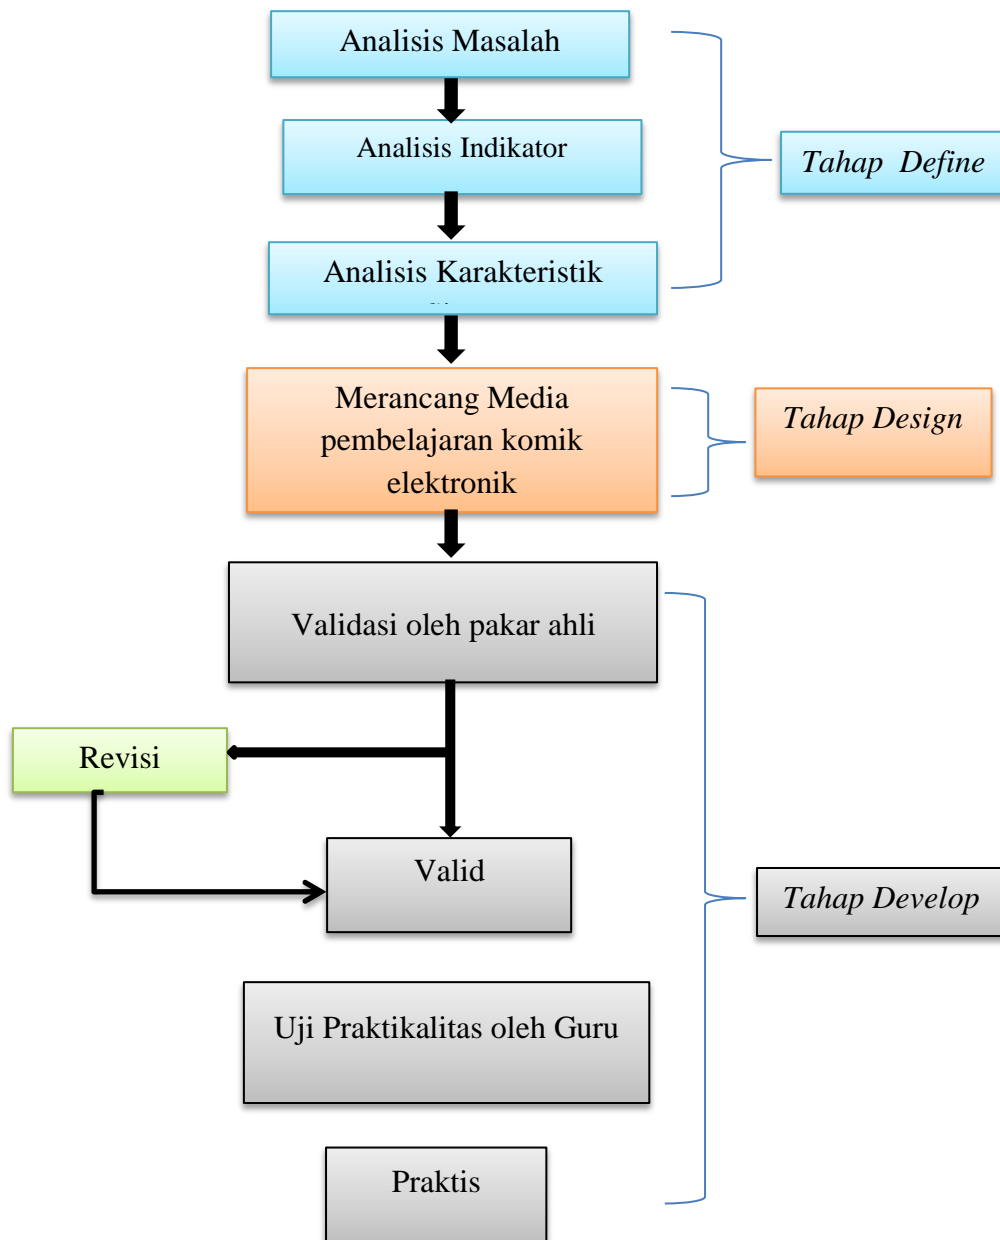 Analisis Masalah
Analisis Indikator
Tahap Define
Analisis Karakteristik
Merancang Media
pembelajaran komik
elektronik
Tahap Design
Validasi oleh pakar ahli
Revisi
Valid
Tahap Develop
Uji Praktikalitas oleh Guru
Praktis